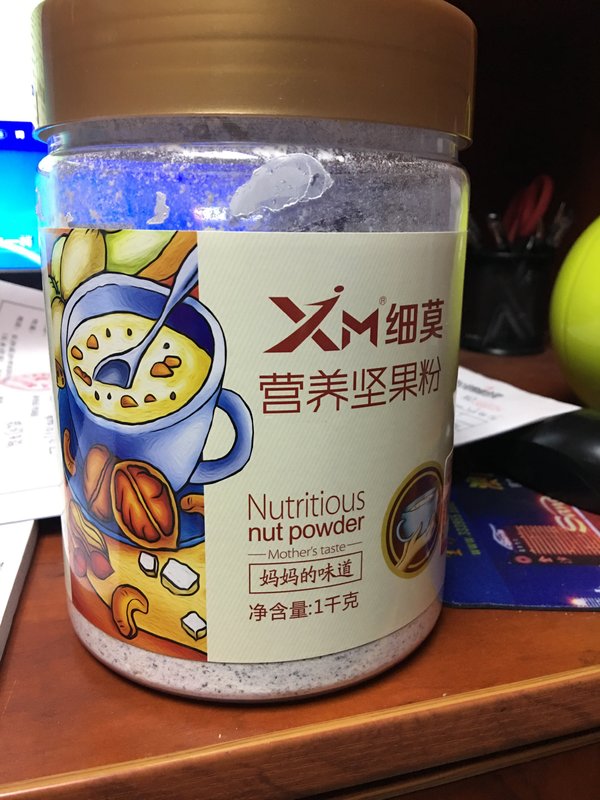 XM®细莫
营养坚果粉
Nutritious
nut powder
Mother's taste
妈妈的味道
净含量:1千克